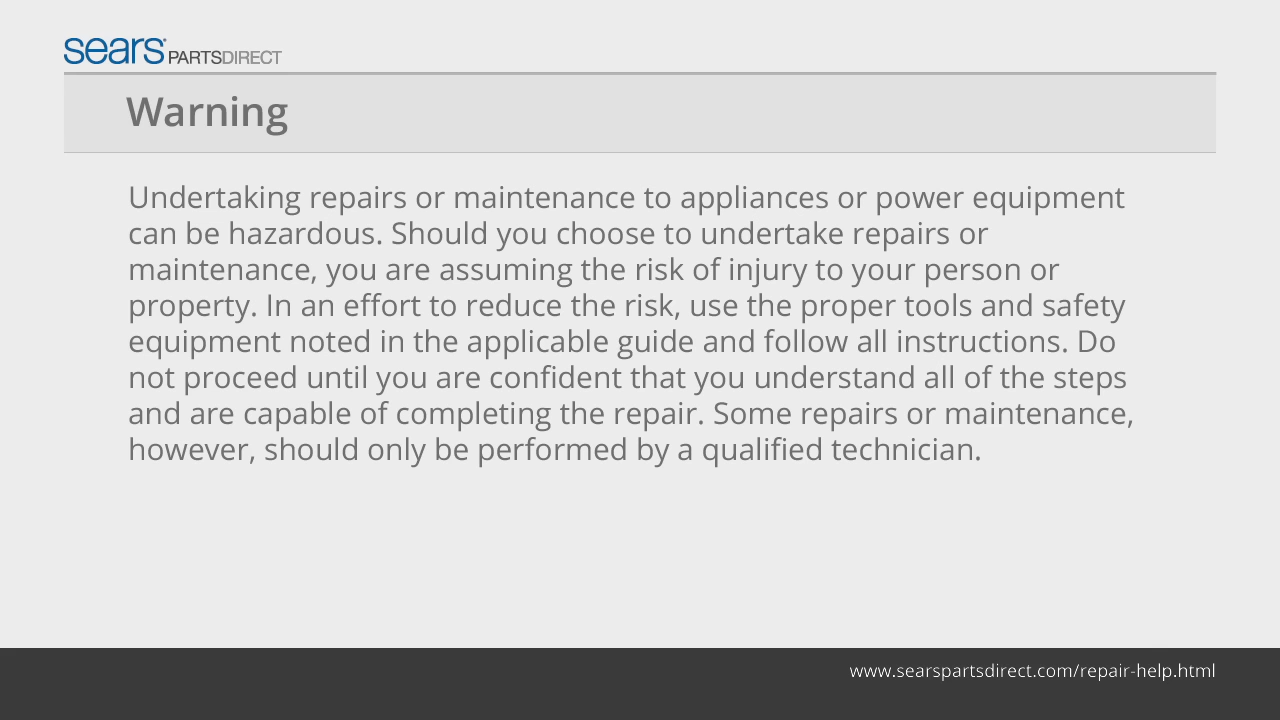 sears PARTSDIRECT
Warning
Undertaking repairs or maintenance to appliances or power equipment
can be hazardous. Should you choose to undertake repairs or
maintenance, you are assuming the risk of injury to your person or
property. In an effort to reduce the risk, use the proper tools and safety
equipment noted in the applicable guide and follow all instructions. Do
not proceed until you are confident that you understand all of the steps
and are capable of completing the repair. Some repairs or maintenance,
however, should only be performed by a qualified technician.
www.searspartsdirect.com/repair-help.html